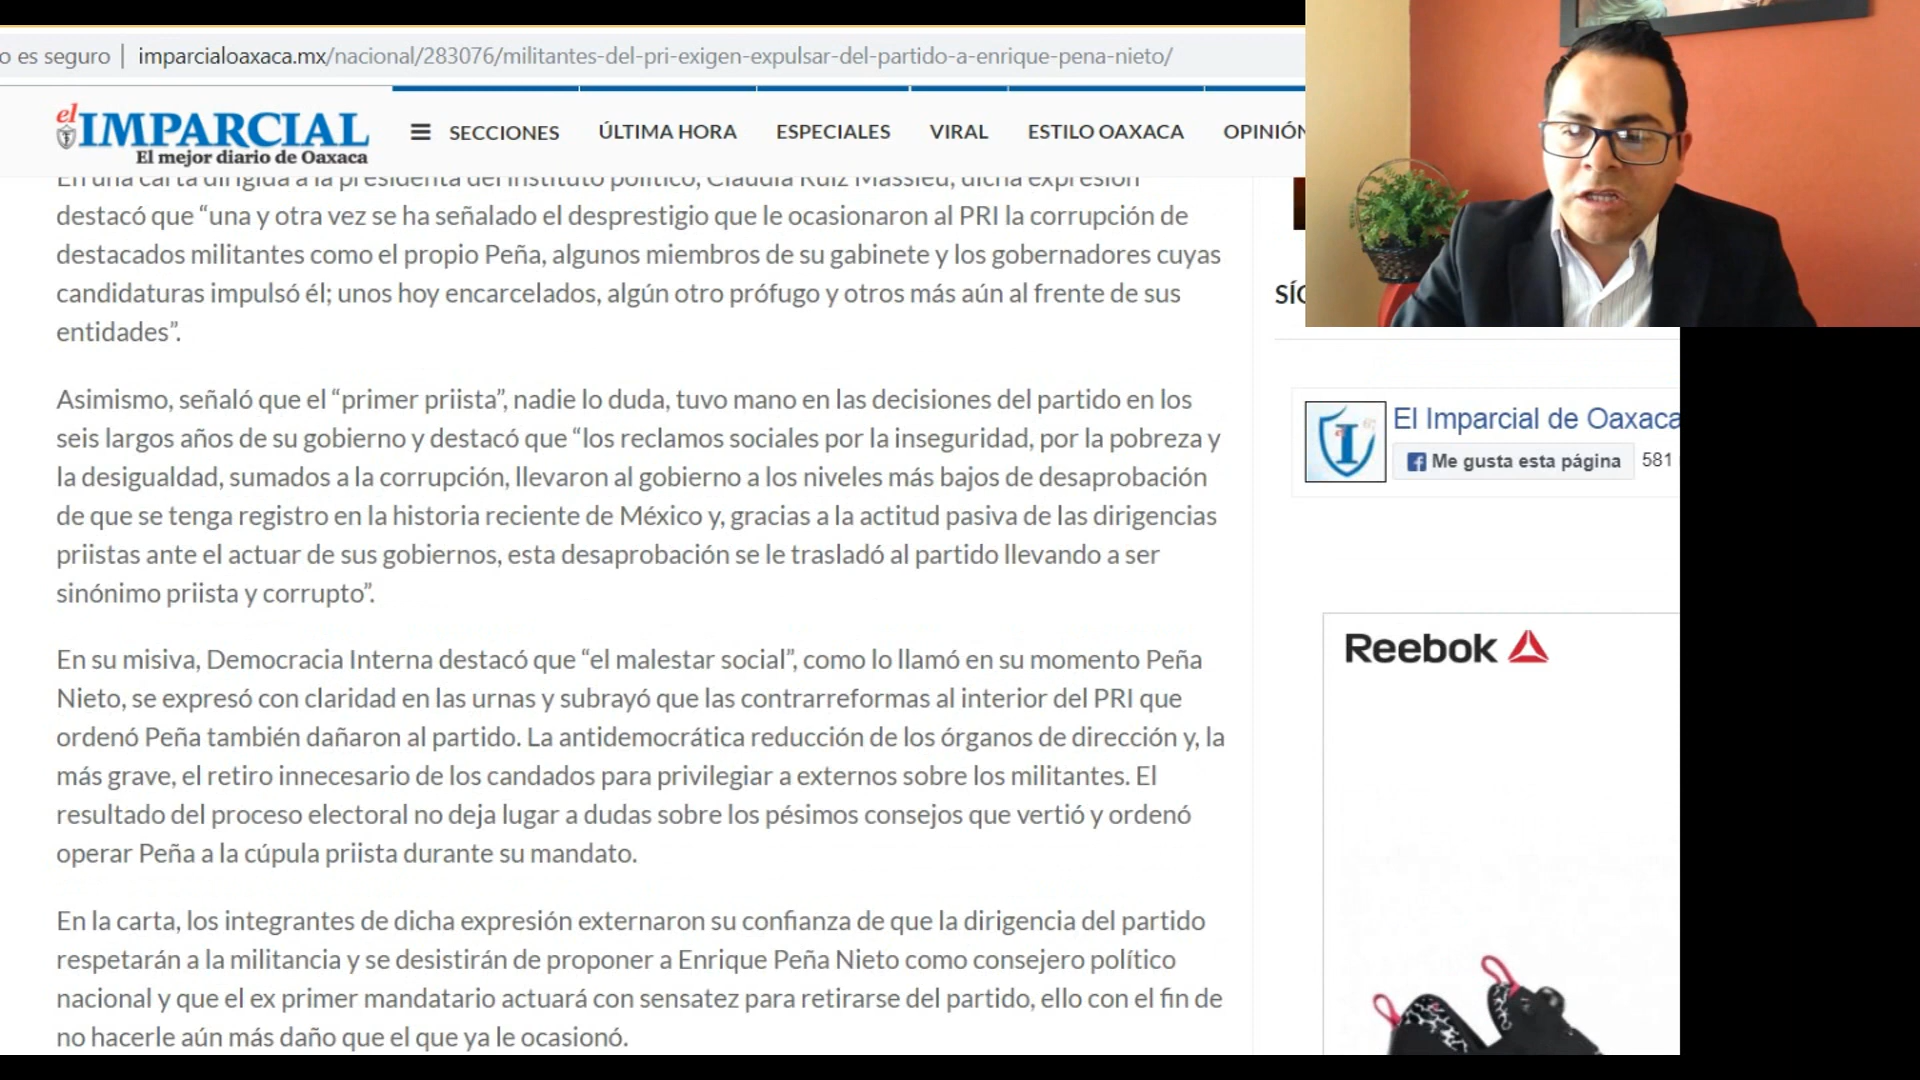 o es seguro | imparcialoaxaca.mx/nacional/283076/militantes-del-pri-exigen-expulsar-del-partido-a-enrique-pena-nieto/
el IMPARCIAL
El mejor diario de Oaxaca
☰ SECCIONES ÚLTIMA HORA ESPECIALES VIRAL ESTILO OAXACA OPINIÓN
En una carta dirigida a la presidenta del instituto político, Claudia Ruiz Massieu, dicha expresión
destacó que “una y otra vez se ha señalado el desprestigio que le ocasionaron al PRI la corrupción de
destacados militantes como el propio Peña, algunos miembros de su gabinete y los gobernadores cuyas
candidaturas impulsó él; unos hoy encarcelados, algún otro prófugo y otros más aún al frente de sus
entidades”.
Asimismo, señaló que el “primer priista”, nadie lo duda, tuvo mano en las decisiones del partido en los
seis largos años de su gobierno y destacó que “los reclamos sociales por la inseguridad, por la pobreza y
la desigualdad, sumados a la corrupción, llevaron al gobierno a los niveles más bajos de desaprobación
de que se tenga registro en la historia reciente de México y, gracias a la actitud pasiva de las dirigencias
priistas ante el actuar de sus gobiernos, esta desaprobación se le trasladó al partido llevando a ser
sinónimo priista y corrupto”.
En su misiva, Democracia Interna destacó que “el malestar social”, como lo llamó en su momento Peña
Nieto, se expresó con claridad en las urnas y subrayó que las contrarreformas al interior del PRI que
ordenó Peña también dañaron al partido. La antidemocrática reducción de los órganos de dirección y, la
más grave, el retiro innecesario de los candados para privilegiar a externos sobre los militantes. El
resultado del proceso electoral no deja lugar a dudas sobre los pésimos consejos que vertió y ordenó
operar Peña a la cúpula priista durante su mandato.
En la carta, los integrantes de dicha expresión externaron su confianza de que la dirigencia del partido
respetarán a la militancia y se desistirán de proponer a Enrique Peña Nieto como consejero político
nacional y que el ex primer mandatario actuará con sensatez para retirarse del partido, ello con el fin de
no hacerle aún más daño que el que ya le ocasionó.
SÍG
El Imparcial de Oaxaca
Me gusta esta página 581
Reebok